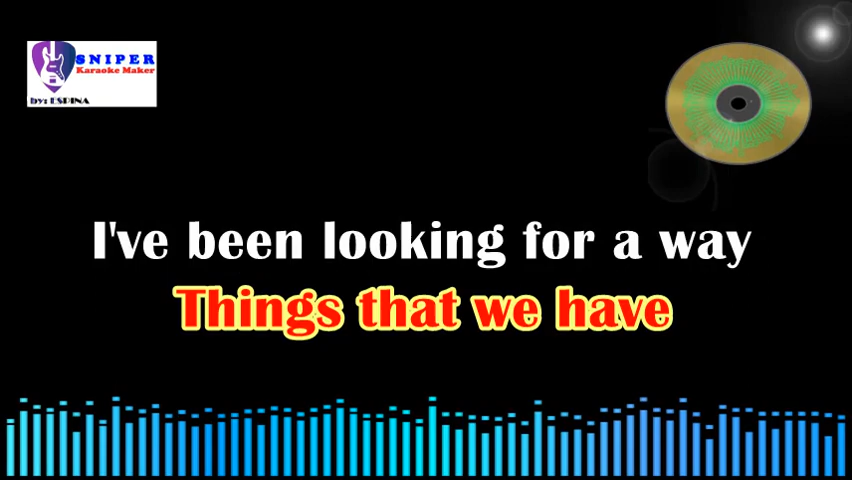 SNIPER
Karaoke Maker
by: ESPINA
I've been looking for a way
Things that we have